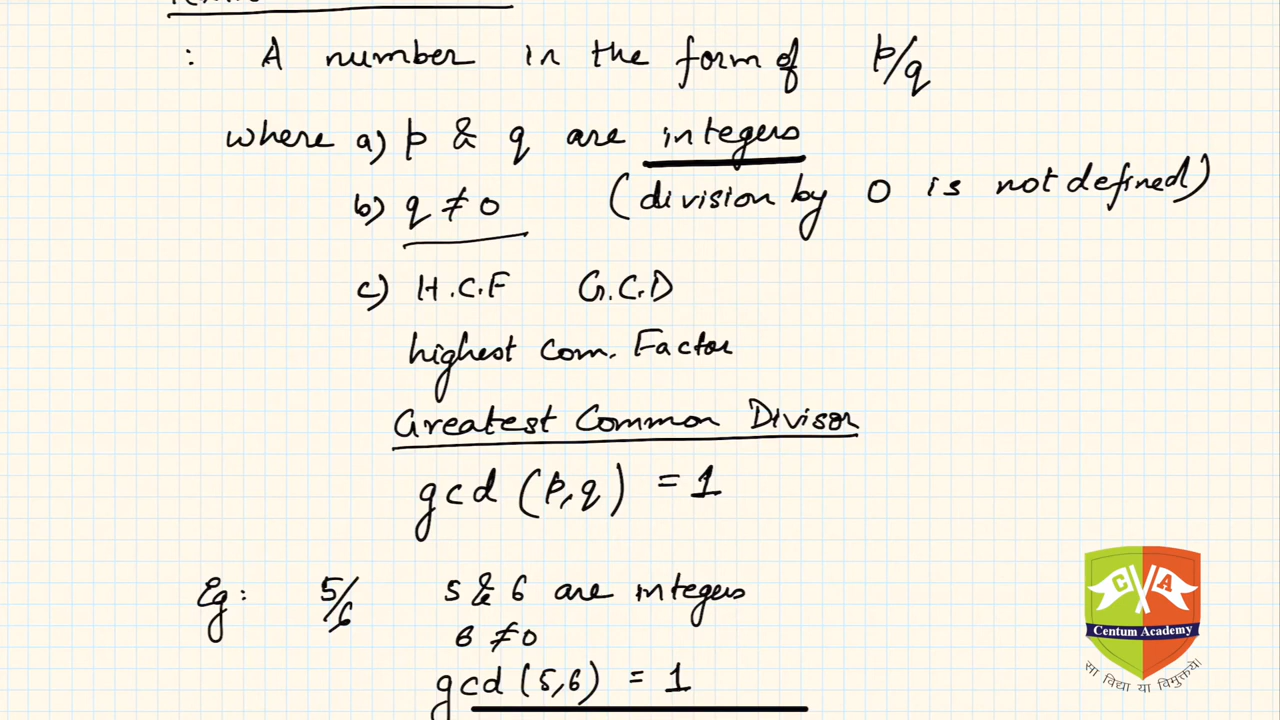 : A number in the form of p/q
where a) p & q are integers
b) q ≠ 0 (division by 0 is not defined)
c) H.C.F G.C.D
highest com. Factor
Greatest Common Divisor
gcd (p,q) = 1
Eg: 5/6 5 & 6 are integers
6 ≠ 0
gcd (5,6) = 1
C A
Centum Academy
सा विद्या या विमुक्तये।